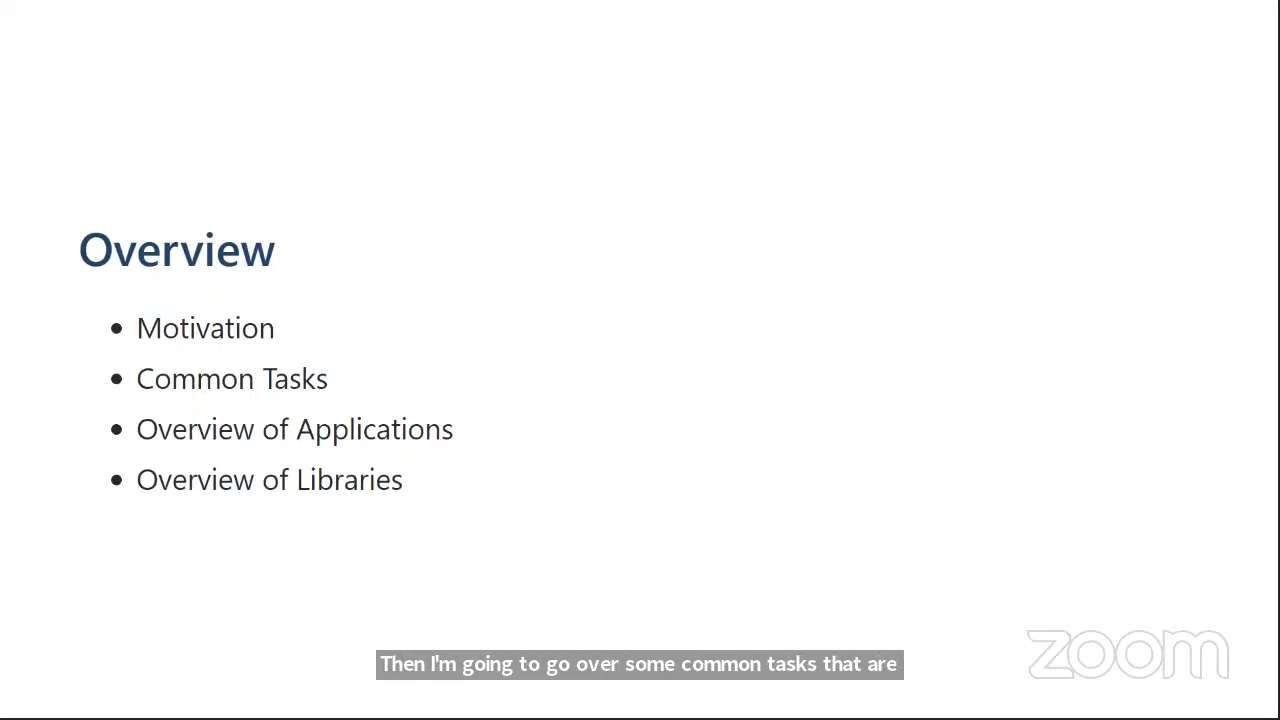 Overview
• Motivation
• Common Tasks
• Overview of Applications
• Overview of Libraries
Then I'm going to go over some common tasks that are
zoom